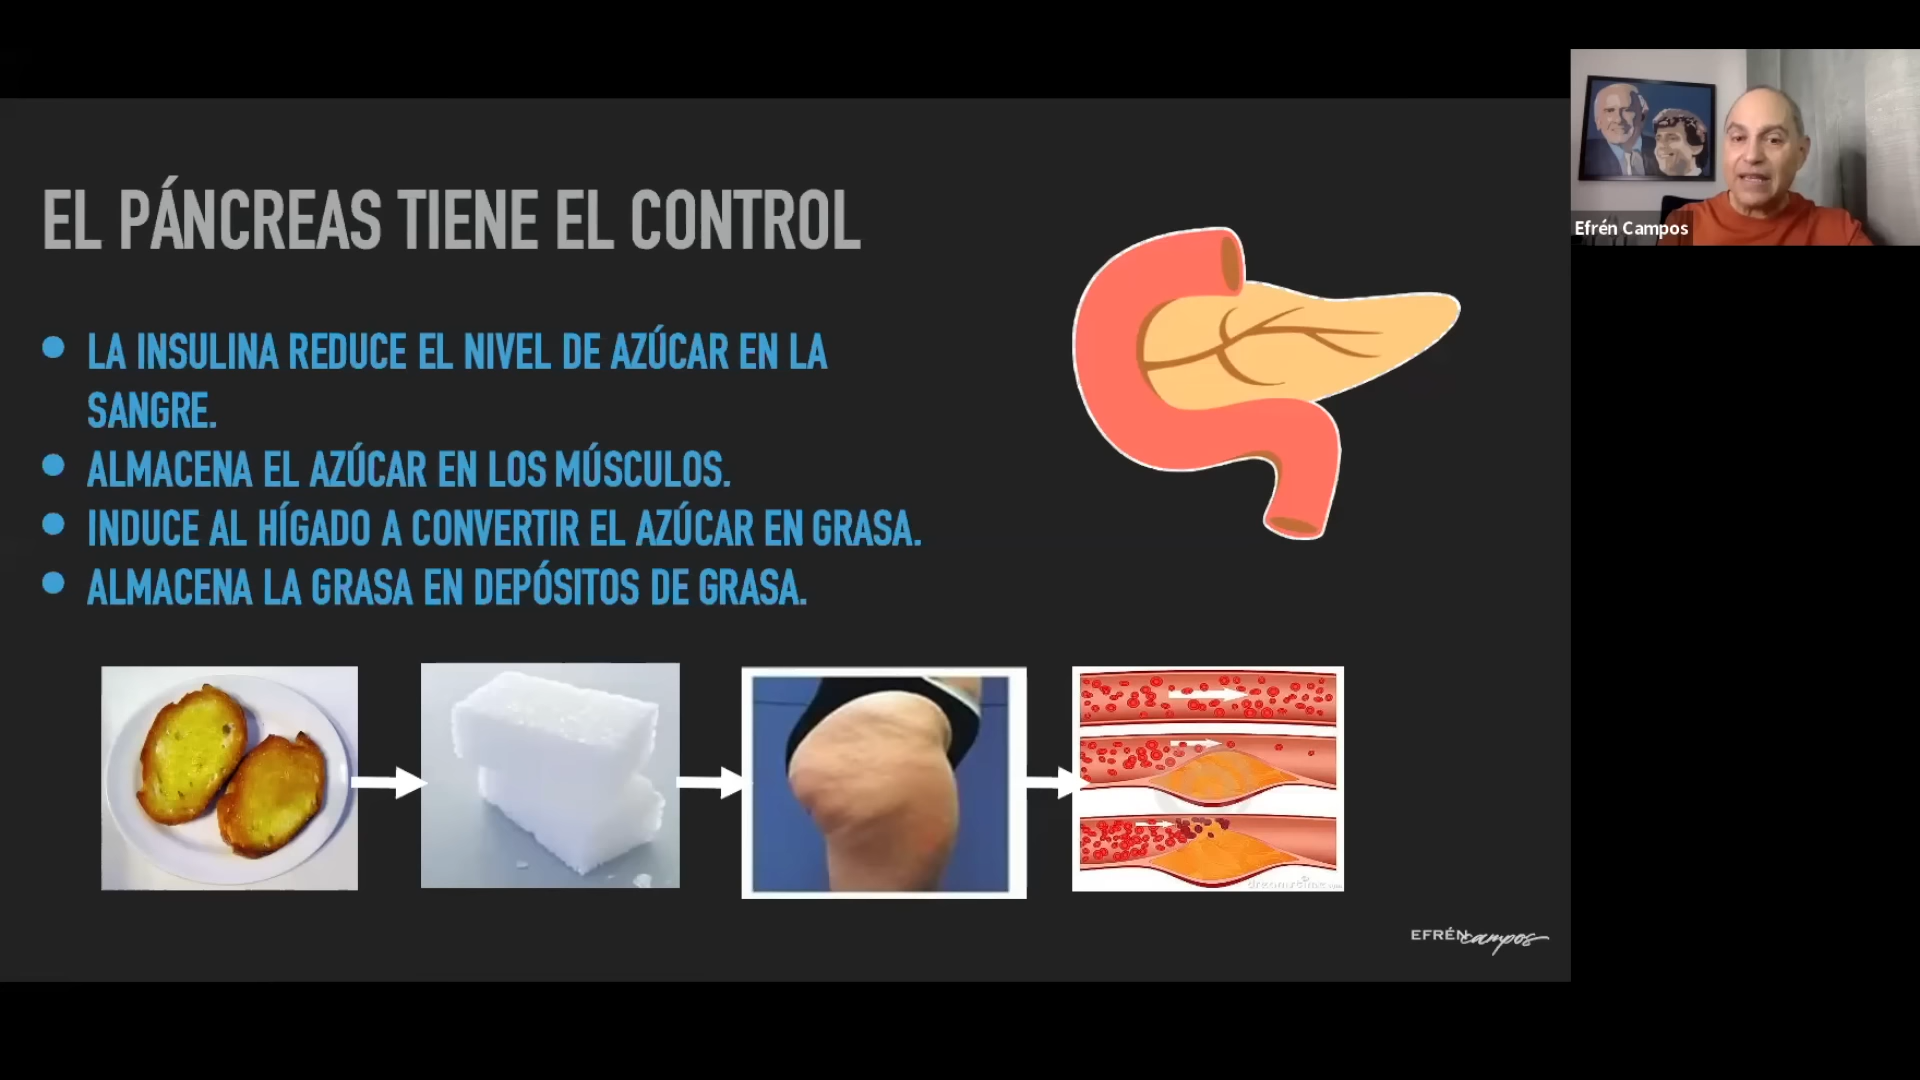 Efrén Campos
EL PÁNCREAS TIENE EL CONTROL
LA INSULINA REDUCE EL NIVEL DE AZÚCAR EN LA
SANGRE.
ALMACENA EL AZÚCAR EN LOS MÚSCULOS.
INDUCE AL HÍGADO A CONVERTIR EL AZÚCAR EN GRASA.
ALMACENA LA GRASA EN DEPÓSITOS DE GRASA.
EFRÉN campos